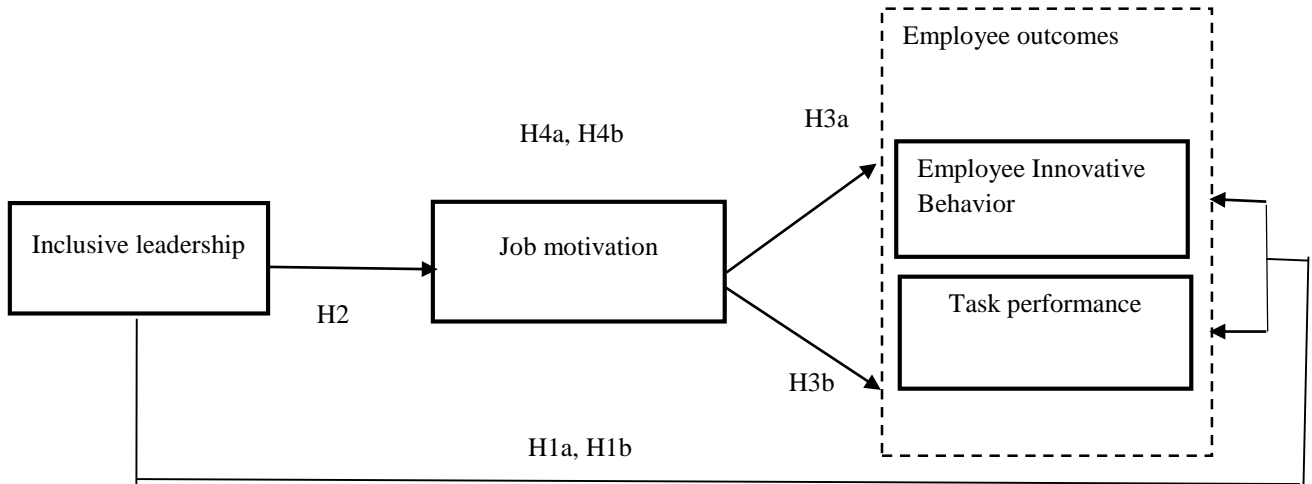 Employee outcomes
H3a
H4a, H4b
Employee Innovative
Behavior
Inclusive leadership
Job motivation
Task performance
H2
H3b
H1a, H1b